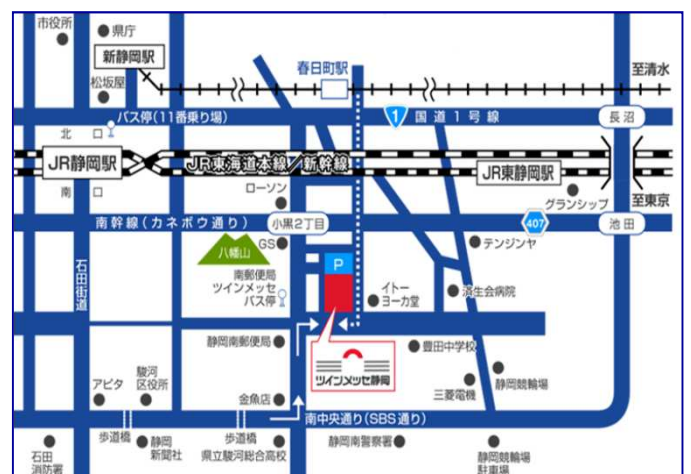 市役所
県庁
新静岡駅
春日町駅
至清水
松坂屋
バス停（11番乗り場）
1
国道1号線
長沼
北口
JR静岡駅
JR東海道本線／新幹線
JR東静岡駅
南口
ローソン
グランシップ
至東京
南幹線（カネボウ通り）
小黒2丁目
407
池田
八幡山
GS
テンジンヤ
石田街道
南郵便局
ツインメッセ
バス停
P
イトー
ヨーカ堂
済生会病院
静岡南郵便局
ツインメッセ静岡
豊田中学校
アピタ
駿河
区役所
金魚店
三菱電機
静岡競輪場
南中央通り（SBS通り）
石田
消防署
歩道橋
静岡
新聞社
歩道橋
県立駿河総合高校
静岡南警察署
静岡競輪場
駐車場